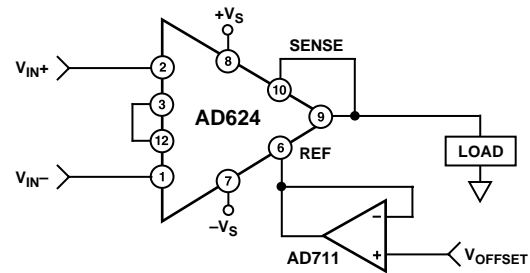 +VS
SENSE
VIN+
2
8
10
3
AD624
9
12
6
REF
LOAD
VIN–
1
7
–VS
–
AD711
+
VOFFSET